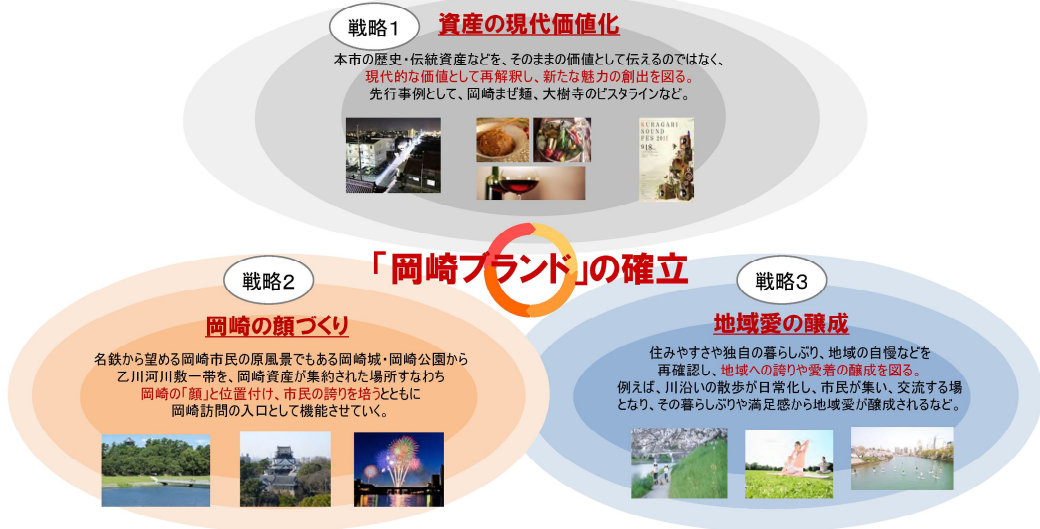 戦略1
資産の現代価値化
本市の歴史・伝統資産などを、そのままの価値として伝えるのではなく、
現代的な価値として再解釈し、新たな魅力の創出を図る。
先行事例として、岡崎まぜ麺、大樹寺のビスタラインなど。
KURAGARI
SOUND
FES 2011
918
「岡崎ブランド」の確立
戦略2
岡崎の顔づくり
名鉄から望める岡崎市民の原風景でもある岡崎城・岡崎公園から
乙川河川敷一帯を、岡崎資産が集約された場所すなわち
岡崎の「顔」と位置付け、市民の誇りを培うとともに
岡崎訪問の入口として機能させていく。
戦略3
地域愛の醸成
住みやすさや独自の暮らしぶり、地域の自慢などを
再確認し、地域への誇りや愛着の醸成を図る。
例えば、川沿いの散歩が日常化し、市民が集い、交流する場
となり、その暮らしぶりや満足感から地域愛が醸成されるなど。